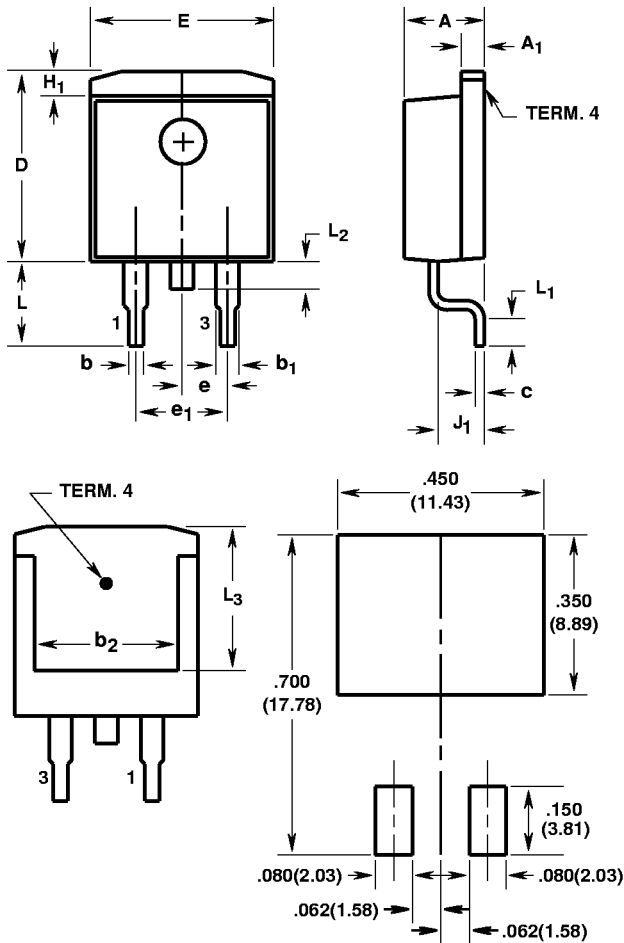 E
A
A1
H1
TERM. 4
D
L2
L
L1
1
3
b
b1
e
c
e1
J1
TERM. 4
.450
(11.43)
L3
.350
(8.89)
b2
.700
(17.78)
3
1
.150
(3.81)
.080(2.03)
.080(2.03)
.062(1.58)
.062(1.58)